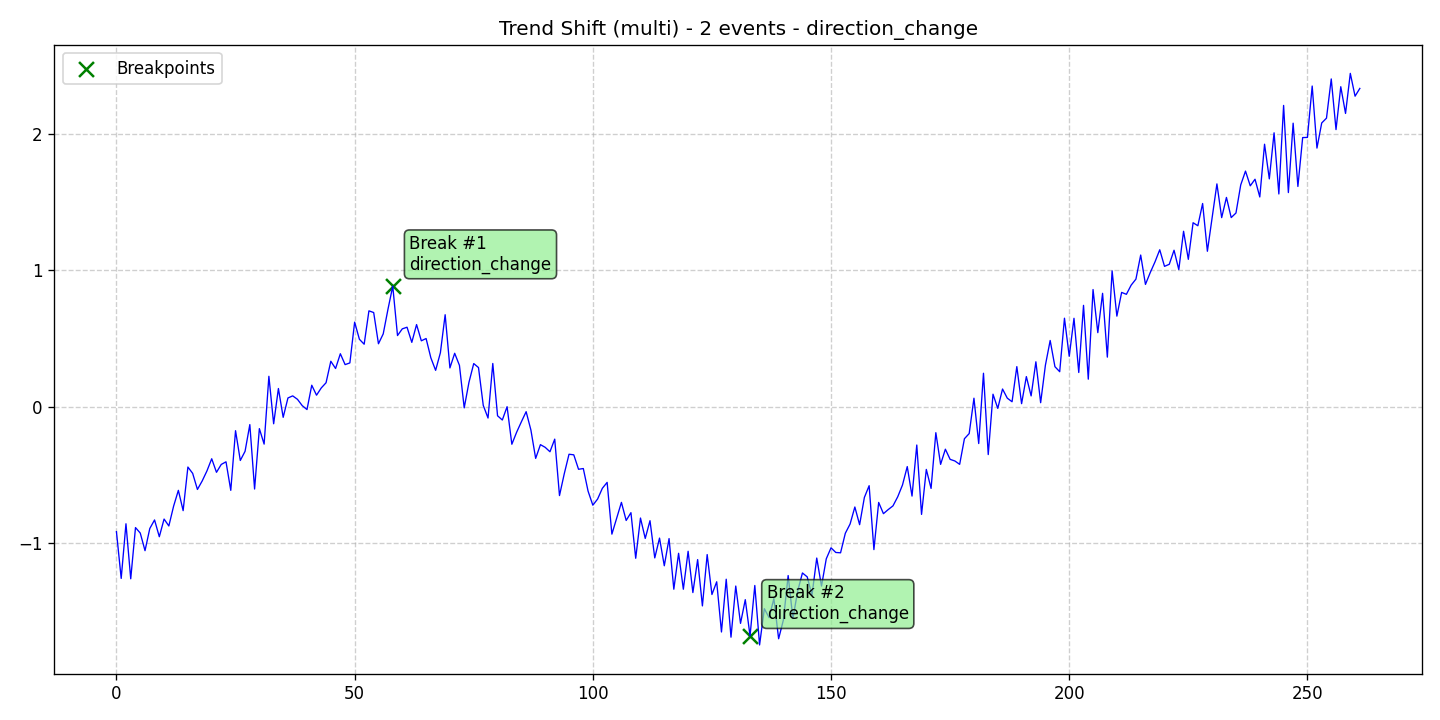 Trend Shift (multi) - 2 events - direction_change
Breakpoints
2
1
0
−1
Break #1
direction_change
Break #2
direction_change
0
50
100
150
200
250